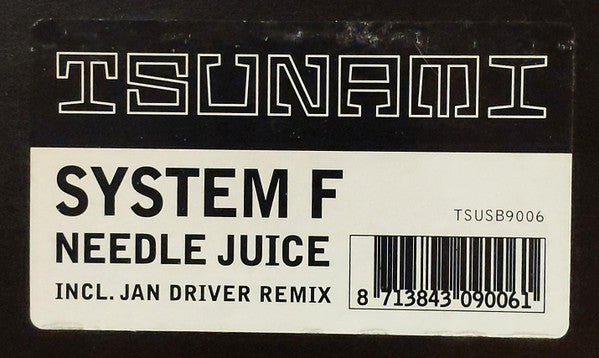 TSUNAMI
SYSTEM F
TSUSB9006
NEEDLE JUICE
INCL. JAN DRIVER REMIX
8 713843 090061